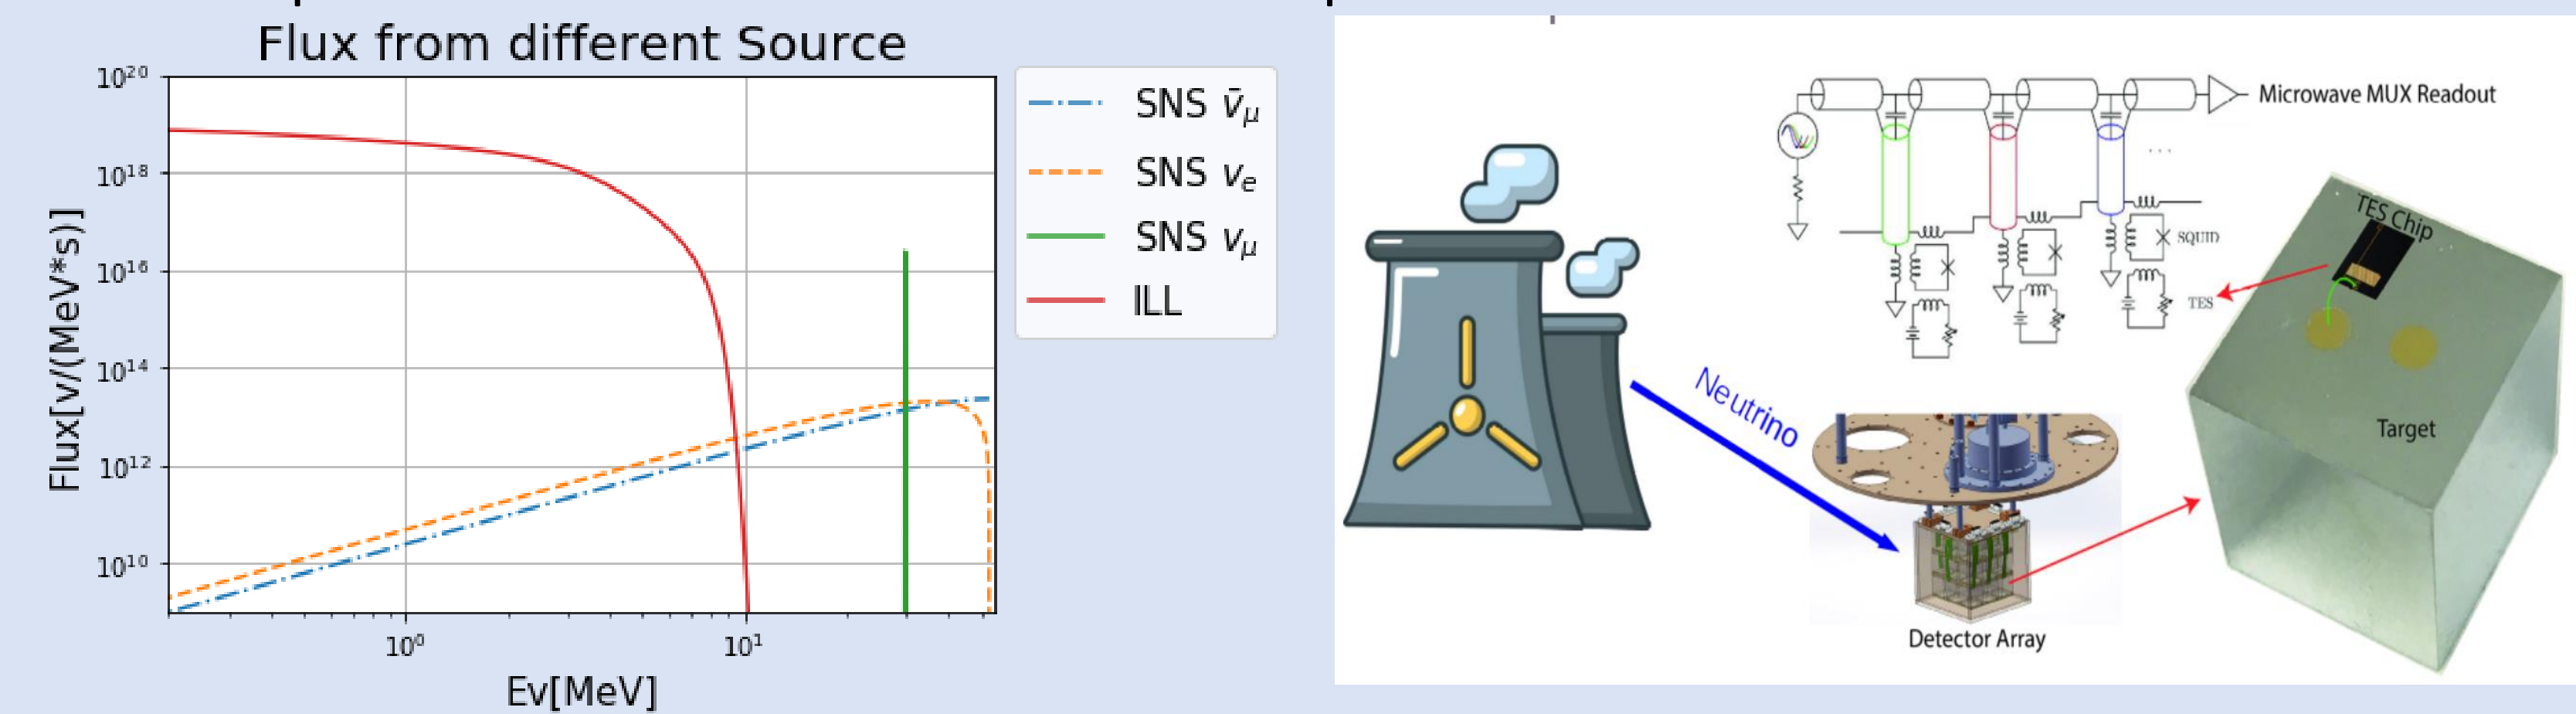 Flux from different Source
10²⁰
10¹⁸
10¹⁶
10¹⁴
10¹²
10¹⁰
Flux[v/(MeV*s)]
10⁰
10¹
Ev[MeV]
SNS ν̄μ
SNS νe
SNS νμ
ILL
Microwave MUX Readout
...
SQUID
TES
TES Chip
Target
Neutrino
Detector Array